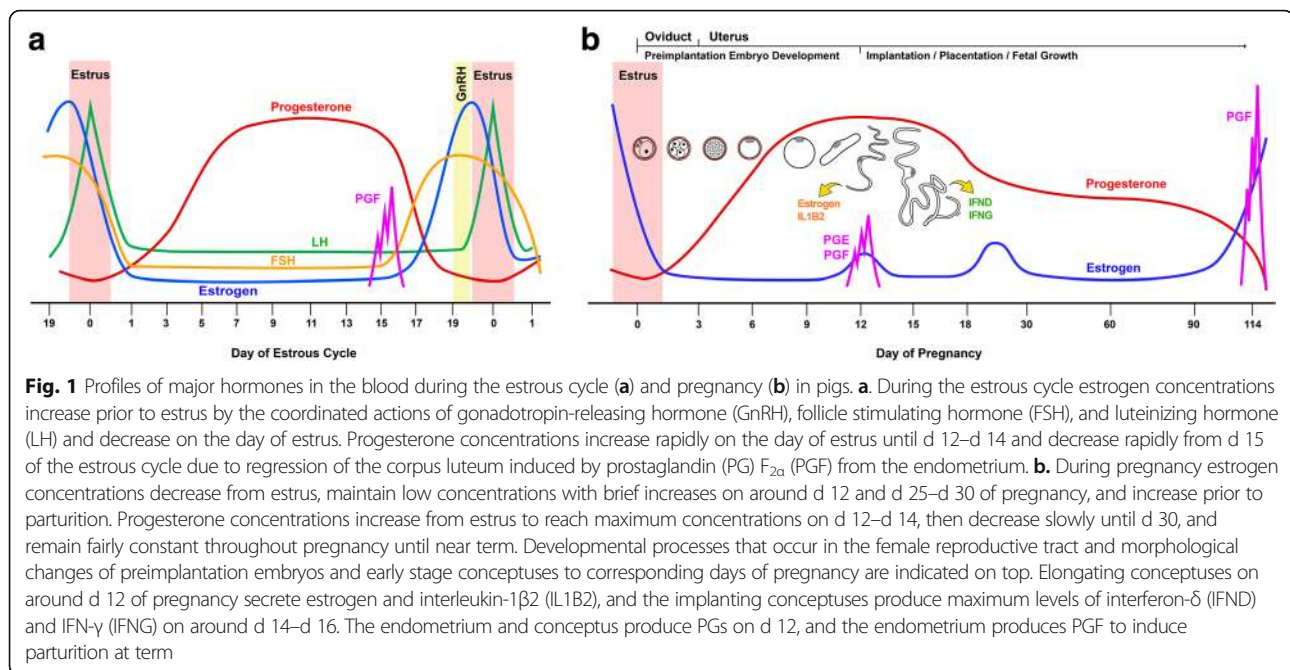 a
Estrus
GnRH
Estrus
Progesterone
PGF
LH
FSH
Estrogen
19 0 1 3 5 7 9 11 13 15 17 19 0 1
Day of Estrous Cycle
b
Oviduct Uterus
Preimplantation Embryo Development Implantation / Placentation / Fetal Growth
Estrus
PGF
Progesterone
Estrogen
IL1B2
IFND
IFNG
PGE
PGF
Estrogen
0 3 6 9 12 15 18 30 60 90 114
Day of Pregnancy
Fig. 1 Profiles of major hormones in the blood during the estrous cycle (a) and pregnancy (b) in pigs. a. During the estrous cycle estrogen concentrations
increase prior to estrus by the coordinated actions of gonadotropin-releasing hormone (GnRH), follicle stimulating hormone (FSH), and luteinizing hormone
(LH) and decrease on the day of estrus. Progesterone concentrations increase rapidly on the day of estrus until d 12–d 14 and decrease rapidly from d 15
of the estrous cycle due to regression of the corpus luteum induced by prostaglandin (PG) F2α (PGF) from the endometrium. b. During pregnancy estrogen
concentrations decrease from estrus, maintain low concentrations with brief increases on around d 12 and d 25–d 30 of pregnancy, and increase prior to
parturition. Progesterone concentrations increase from estrus to reach maximum concentrations on d 12–d 14, then decrease slowly until d 30, and
remain fairly constant throughout pregnancy until near term. Developmental processes that occur in the female reproductive tract and morphological
changes of preimplantation embryos and early stage conceptuses to corresponding days of pregnancy are indicated on top. Elongating conceptuses on
around d 12 of pregnancy secrete estrogen and interleukin-1β2 (IL1B2), and the implanting conceptuses produce maximum levels of interferon-δ (IFND)
and IFN-γ (IFNG) on around d 14–d 16. The endometrium and conceptus produce PGs on d 12, and the endometrium produces PGF to induce
parturition at term